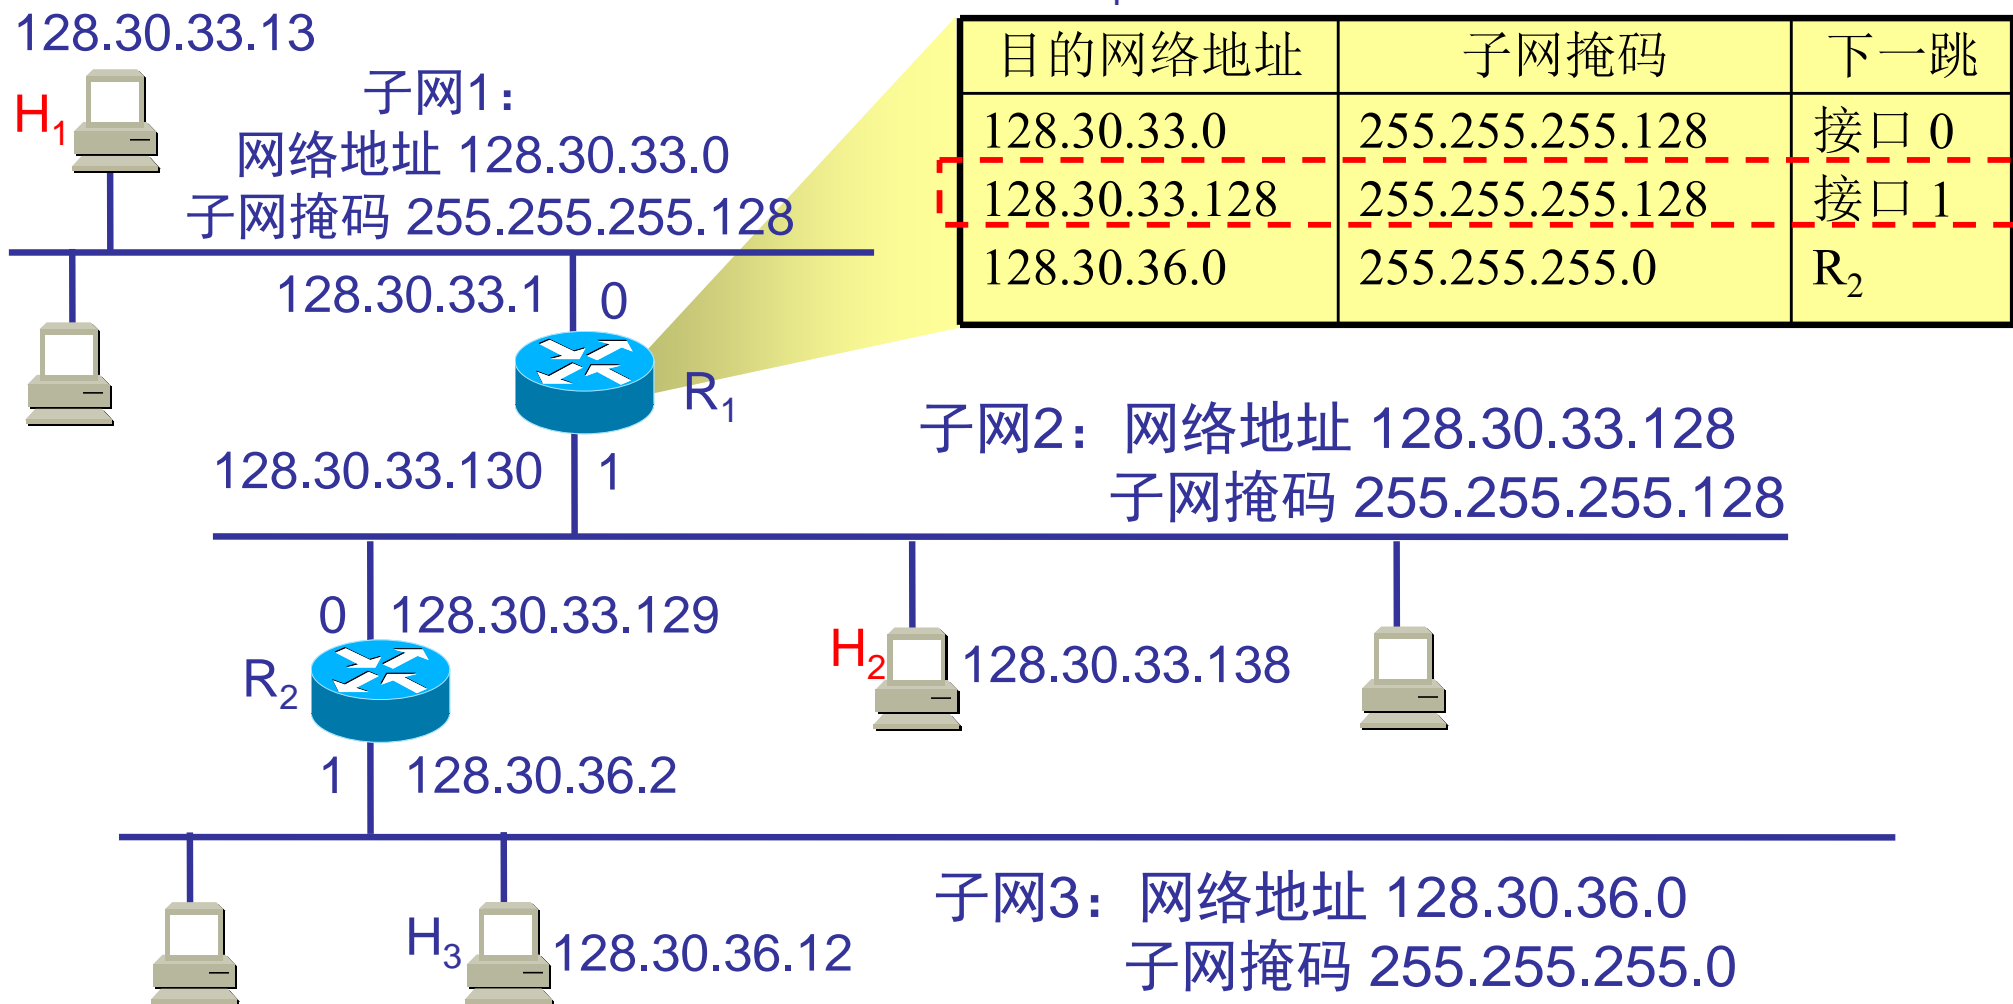 128.30.33.13
H1
子网1：
网络地址 128.30.33.0
子网掩码 255.255.255.128
目的网络地址 子网掩码 下一跳
128.30.33.0 255.255.255.128 接口 0
128.30.33.128 255.255.255.128 接口 1
128.30.36.0 255.255.255.0 R2
128.30.33.1 0
R1
128.30.33.130 1
子网2：网络地址 128.30.33.128
子网掩码 255.255.255.128
0 128.30.33.129
R2
H2 128.30.33.138
1 128.30.36.2
子网3：网络地址 128.30.36.0
子网掩码 255.255.255.0
H3 128.30.36.12